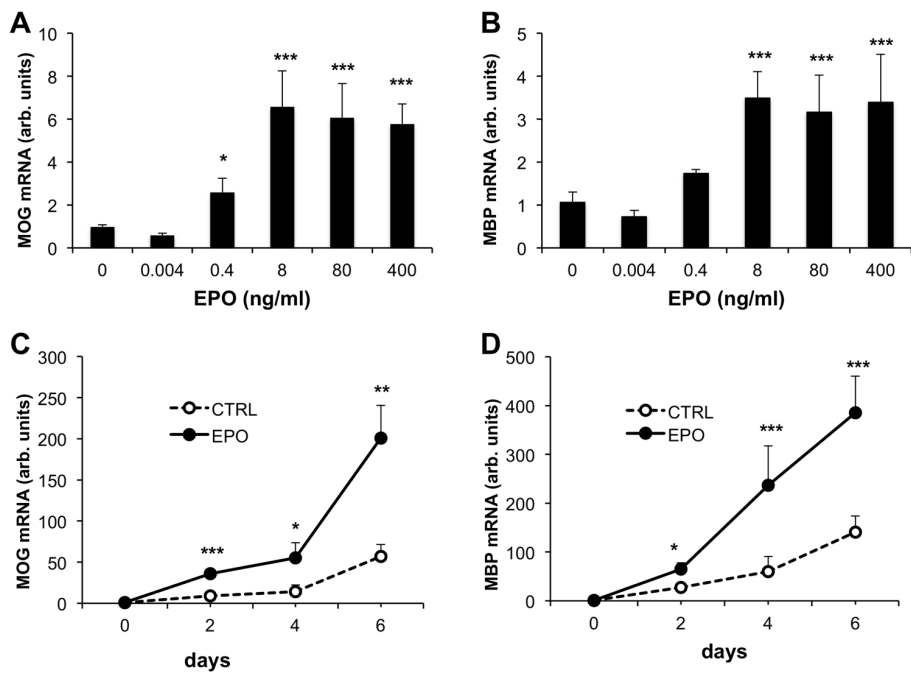 A
MOG mRNA (arb. units)
10
8
6
4
2
0
***
***
***
*
0 0.004 0.4 8 80 400
EPO (ng/ml)
B
MBP mRNA (arb. units)
5
4
3
2
1
0
***
***
***
0 0.004 0.4 8 80 400
EPO (ng/ml)
C
MOG mRNA (arb. units)
300
250
200
150
100
50
0
CTRL
EPO
***
*
**
0 2 4 6
days
D
MBP mRNA (arb. units)
500
400
300
200
100
0
CTRL
EPO
*
***
***
0 2 4 6
days